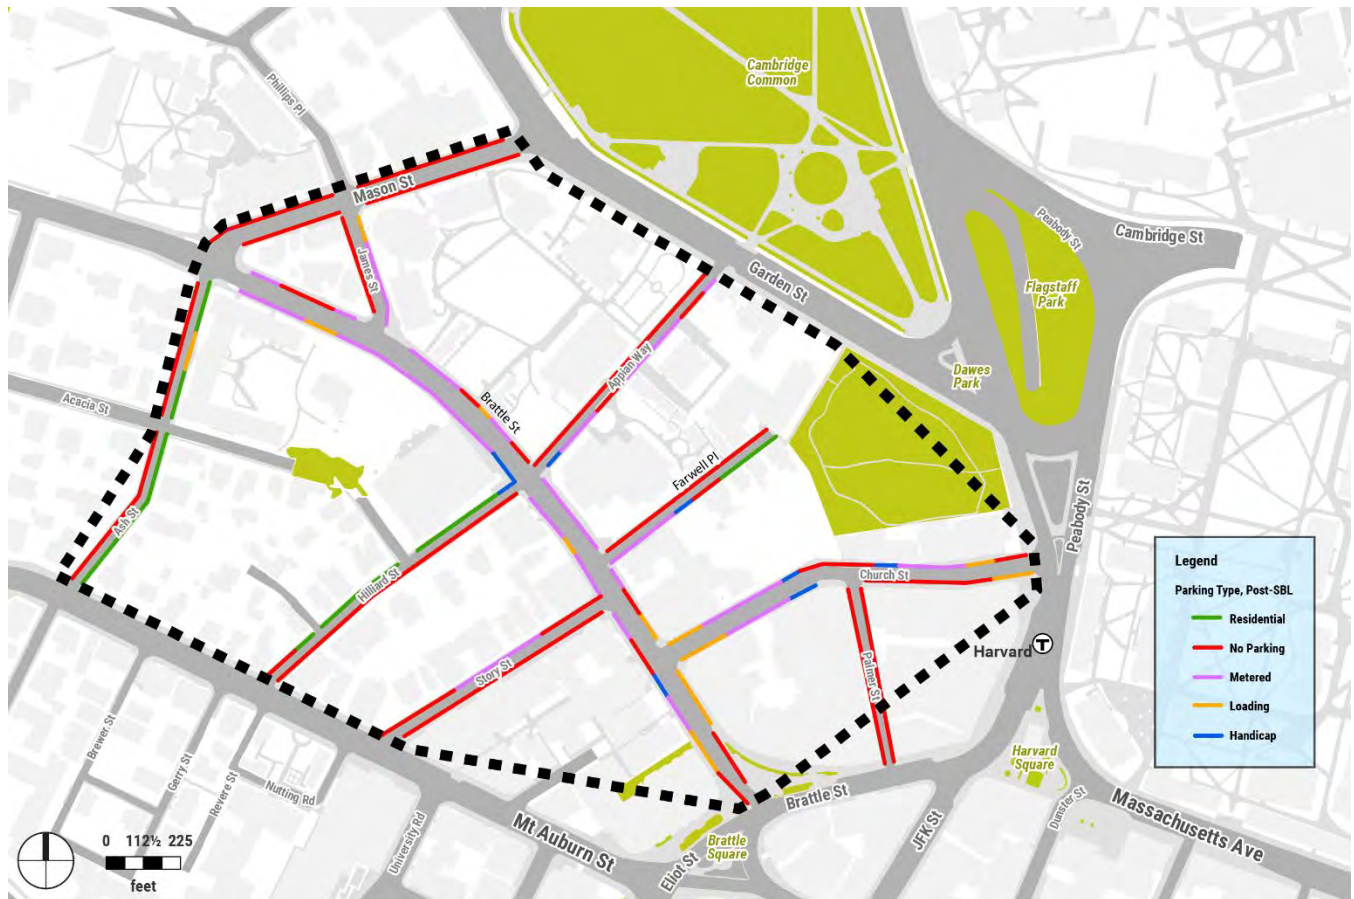 Cambridge
Common
Phillips Pl
Mason St
Peabody St
Cambridge St
James St
Garden St
Flagstaff
Park
Appian Way
Dawes
Park
Acacia St
Brattle St
Farwell Pl
Peabody St
Ash St
Church St
Hilliard St
Legend
Parking Type, Post-SBL
Residential
No Parking
Metered
Loading
Handicap
Harvard T
Story St
Palmer St
Brewer St
Gerry St
Revere St
Nutting Rd
Harvard
Square
Brattle St
Dunster St
Massachusetts Ave
University Rd
Mt Auburn St
JFK St
Brattle
Square
Eliot St
0 112½ 225
feet